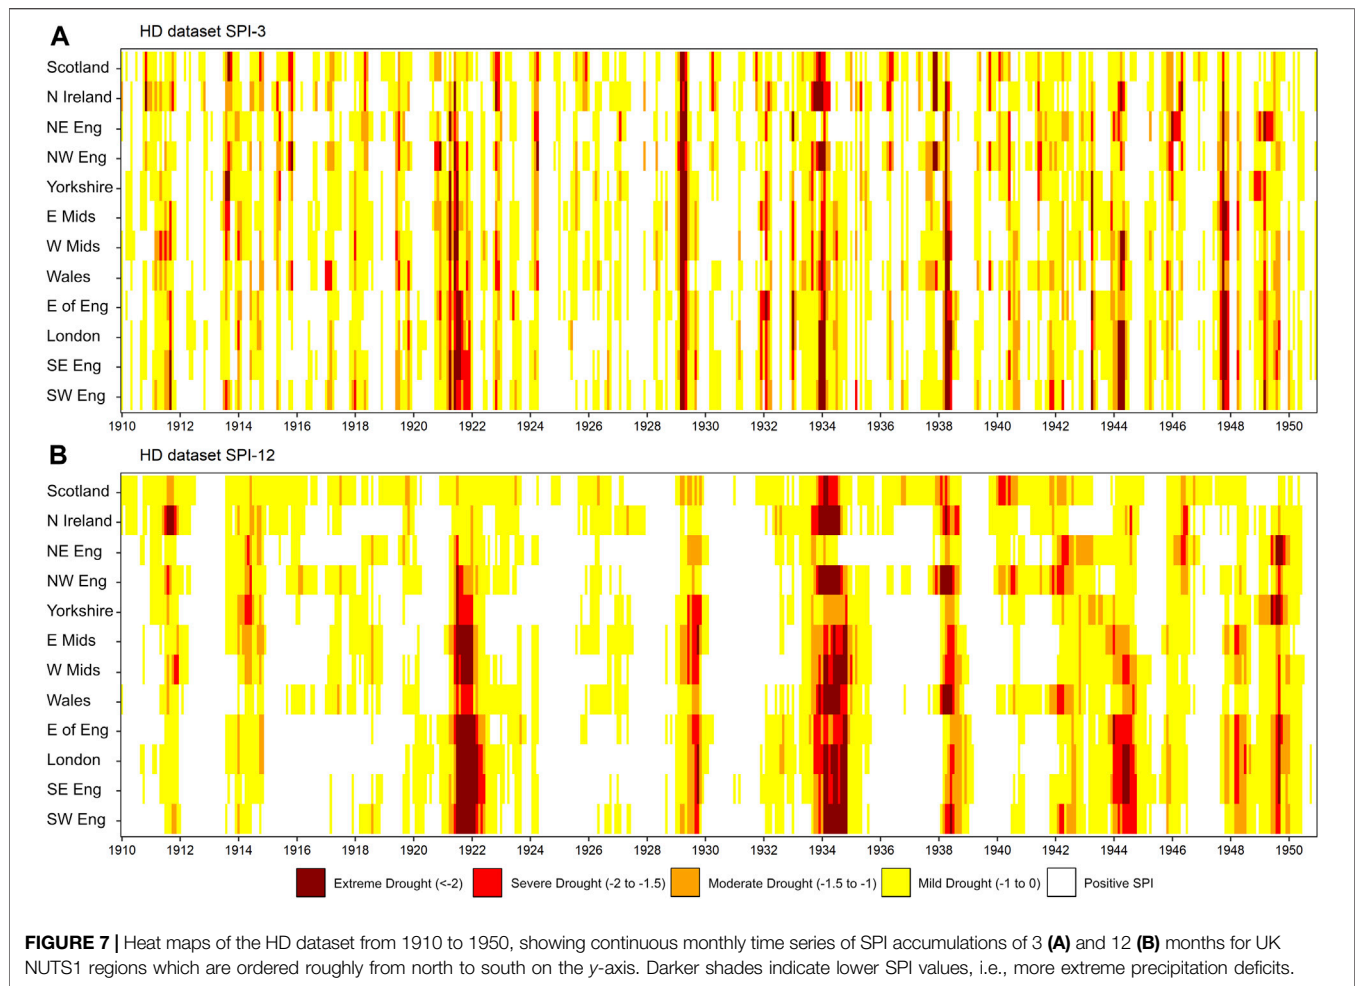 A HD dataset SPI-3
Scotland
N Ireland
NE Eng
NW Eng
Yorkshire
E Mids
W Mids
Wales
E of Eng
London
SE Eng
SW Eng
1910 1912 1914 1916 1918 1920 1922 1924 1926 1928 1930 1932 1934 1936 1938 1940 1942 1944 1946 1948 1950
B HD dataset SPI-12
Scotland
N Ireland
NE Eng
NW Eng
Yorkshire
E Mids
W Mids
Wales
E of Eng
London
SE Eng
SW Eng
1910 1912 1914 1916 1918 1920 1922 1924 1926 1928 1930 1932 1934 1936 1938 1940 1942 1944 1946 1948 1950
Extreme Drought (<-2) Severe Drought (-2 to -1.5) Moderate Drought (-1.5 to -1) Mild Drought (-1 to 0) Positive SPI
FIGURE 7 | Heat maps of the HD dataset from 1910 to 1950, showing continuous monthly time series of SPI accumulations of 3 (A) and 12 (B) months for UK
NUTS1 regions which are ordered roughly from north to south on the y-axis. Darker shades indicate lower SPI values, i.e., more extreme precipitation deficits.